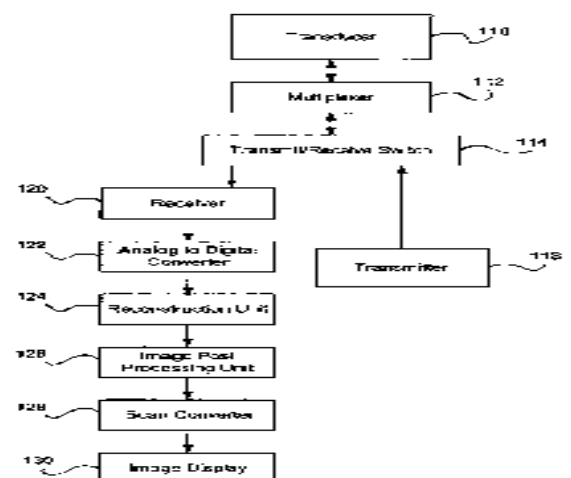 Transducer
110
Multiplexer
112
Transmit/Receive Switch
114
120
Receiver
122
Analog to Digital
Converter
Transmitter
118
124
Reconstruction Unit
Image Post
Processing Unit
Scan Converter
130
Image Display